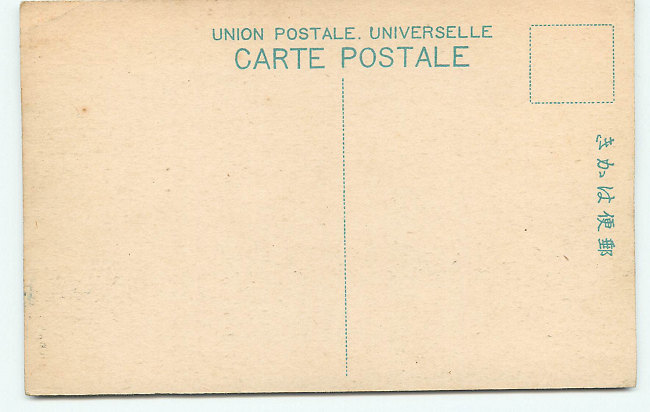 UNION POSTALE. UNIVERSELLE
CARTE POSTALE
郵便はかき